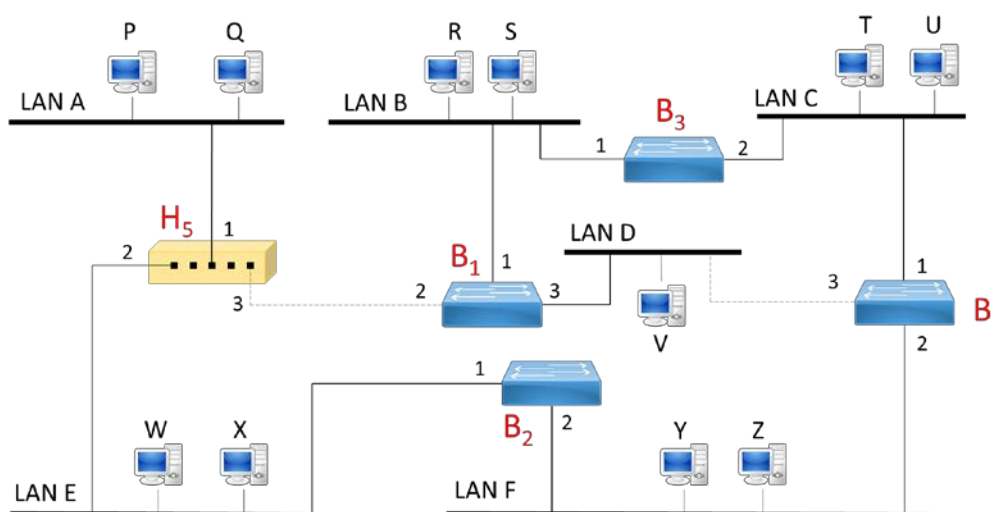 P Q R S T U
LAN A LAN B LAN C
B3
1 2
H5
1
2
3
LAN D
B1
1
2 3
V
3 1
B
2
1
B2
2
W X Y Z
LAN E LAN F